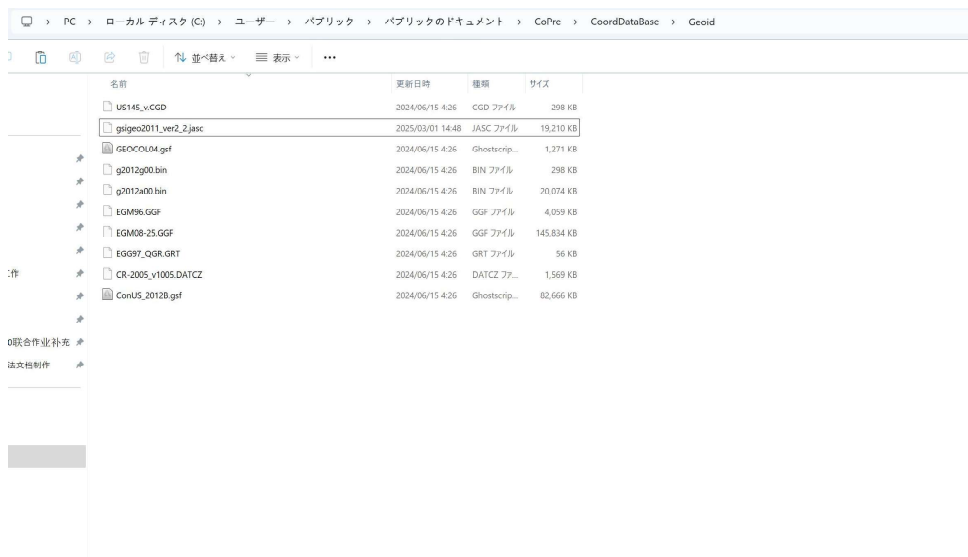 PC > ローカル ディスク (C:) > ユーザー > パブリック > パブリックのドキュメント > CoPre > CoordDataBase > Geoid
並べ替え 表示 •••
名前 更新日時 種類 サイズ
US14S_v.CGD 2024/06/15 4:26 CGD ファイル 298 KB
gsigeo2011_ver2_2.jasc 2025/03/01 14:48 JASC ファイル 19,210 KB
GEOCOL04.gsf 2024/06/15 4:26 Ghostscrip... 1,271 KB
g2012g00.bin 2024/06/15 4:26 BIN ファイル 298 KB
g2012a00.bin 2024/06/15 4:26 BIN ファイル 20,074 KB
EGM96.GGF 2024/06/15 4:26 GGF ファイル 4,059 KB
EGM08-25.GGF 2024/06/15 4:26 GGF ファイル 145,834 KB
EGG97_QGR.GRT 2024/06/15 4:26 GRT ファイル 56 KB
工作 CR-2005_v1005.DATCZ 2024/06/15 4:26 DATCZ ファ... 1,569 KB
ConUS_2012B.gsf 2024/06/15 4:26 Ghostscrip... 82,666 KB
0联合作业补充
法文档制作